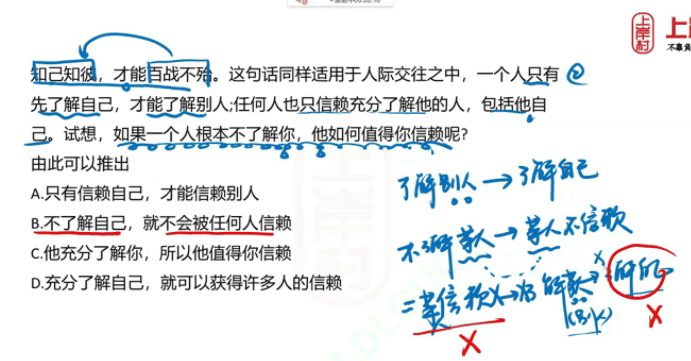 上岸村
上
不辜负
知己知彼，才能百战不殆。这句话同样适用于人际交往之中，一个人只有 ②
先了解自己，才能了解别人;任何人也只信赖充分了解他的人，包括他自
己。试想，如果一个人根本不了解你，他如何值得你信赖呢?
由此可以推出
A.只有信赖自己，才能信赖别人
B.不了解自己，就不会被任何人信赖
C.他充分了解你，所以他值得你信赖
D.充分了解自己，就可以获得许多人的信赖
了解别人→了解自己
不了解某人→某人不信赖